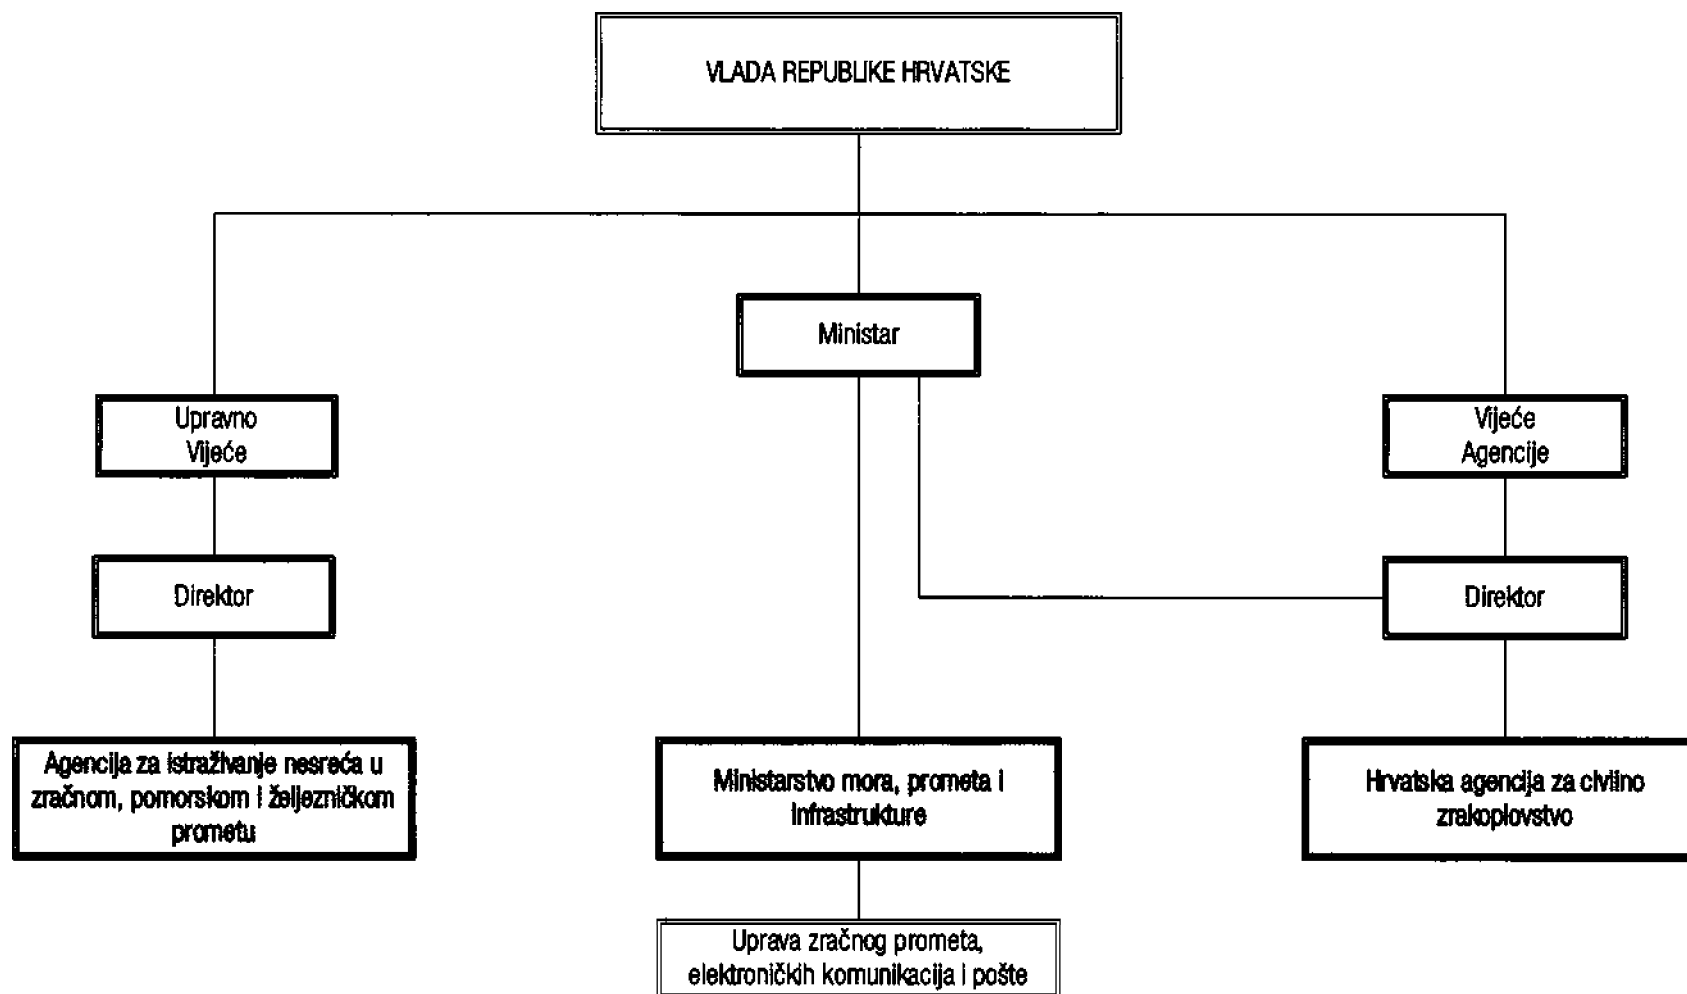 VLADA REPUBLIKE HRVATSKE
Ministar
Upravno
Vijeće
Vijeće
Agencije
Direktor
Direktor
Agencija za istraživanje nesreća u
zračnom, pomorskom i željezničkom
prometu
Ministarstvo mora, prometa i
infrastrukture
Hrvatska agencija za civilno
zrakoplovstvo
Uprava zračnog prometa,
elektroničkih komunikacija i pošte